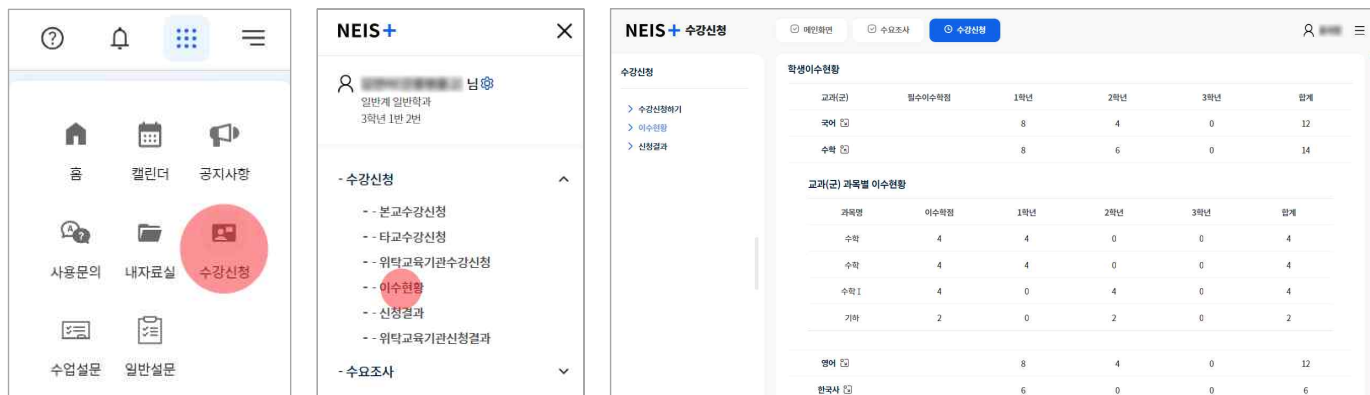 홈 캘린더 공지사항
사용문의 내자료실 수강신청
수업설문 일반설문
NEIS+
님
일반계 일반학과
3학년 1반 2번
- 수강신청
- - 본교수강신청
- - 타교수강신청
- - 위탁교육기관수강신청
- - 이수현황
- - 신청결과
- - 위탁교육기관신청결과
- 수요조사
NEIS+ 수강신청 메인화면 수요조사 수강신청
수강신청
수강신청하기
이수현황
신청결과
학생이수현황
교과(군) 필수이수학점 1학년 2학년 3학년 합계
국어 8 4 0 12
수학 8 6 0 14
교과(군) 과목별 이수현황
과목명 이수학점 1학년 2학년 3학년 합계
수학 4 4 0 0 4
수학 4 4 0 0 4
수학 I 4 0 4 0 4
기하 2 0 2 0 2
영어 8 4 0 12
한국사 6 0 0 6